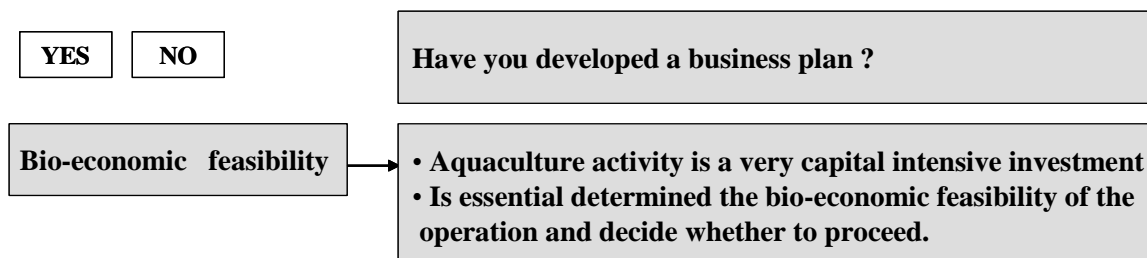 YES NO
Have you developed a business plan ?
Bio-economic feasibility
• Aquaculture activity is a very capital intensive investment
• Is essential determined the bio-economic feasibility of the
operation and decide whether to proceed.